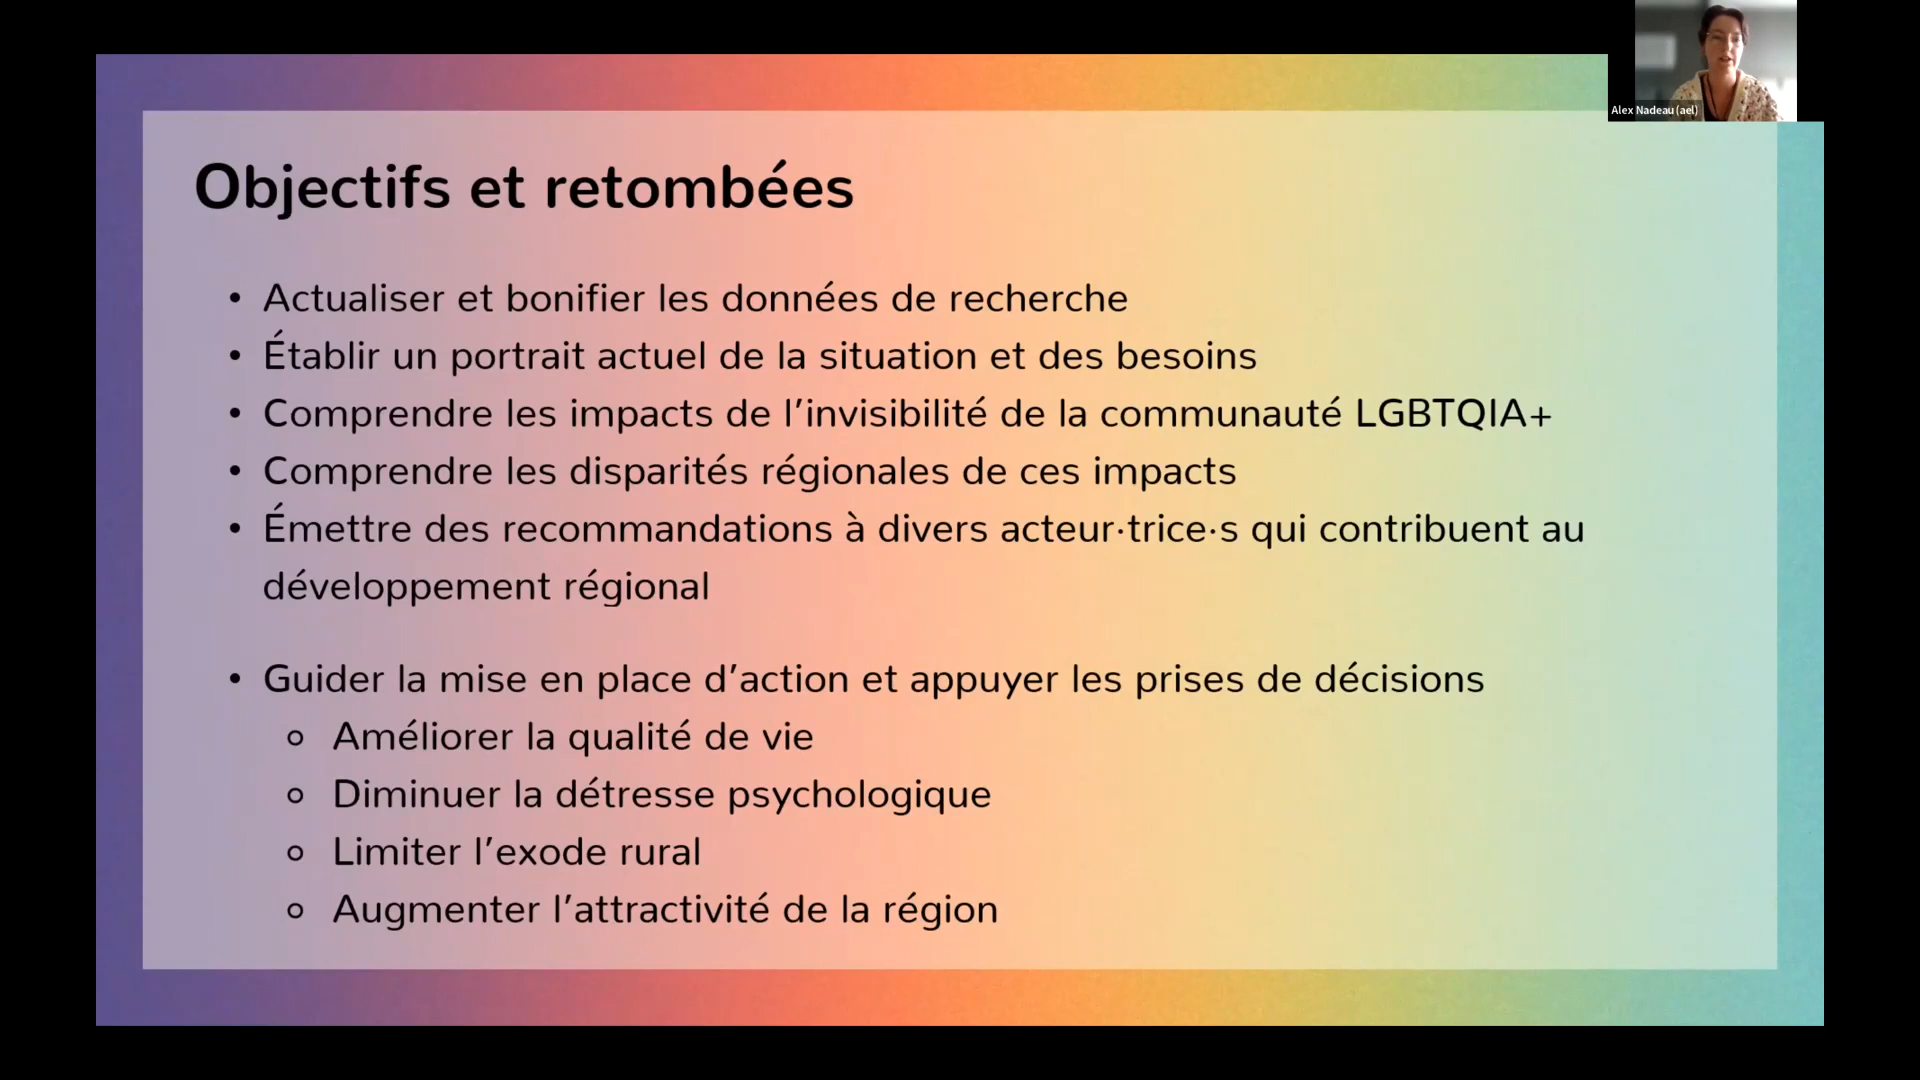 Alex Nadeau (ael)
Objectifs et retombées
• Actualiser et bonifier les données de recherche
• Établir un portrait actuel de la situation et des besoins
• Comprendre les impacts de l’invisibilité de la communauté LGBTQIA+
• Comprendre les disparités régionales de ces impacts
• Émettre des recommandations à divers acteur·trice·s qui contribuent au
développement régional
• Guider la mise en place d’action et appuyer les prises de décisions
○ Améliorer la qualité de vie
○ Diminuer la détresse psychologique
○ Limiter l’exode rural
○ Augmenter l’attractivité de la région